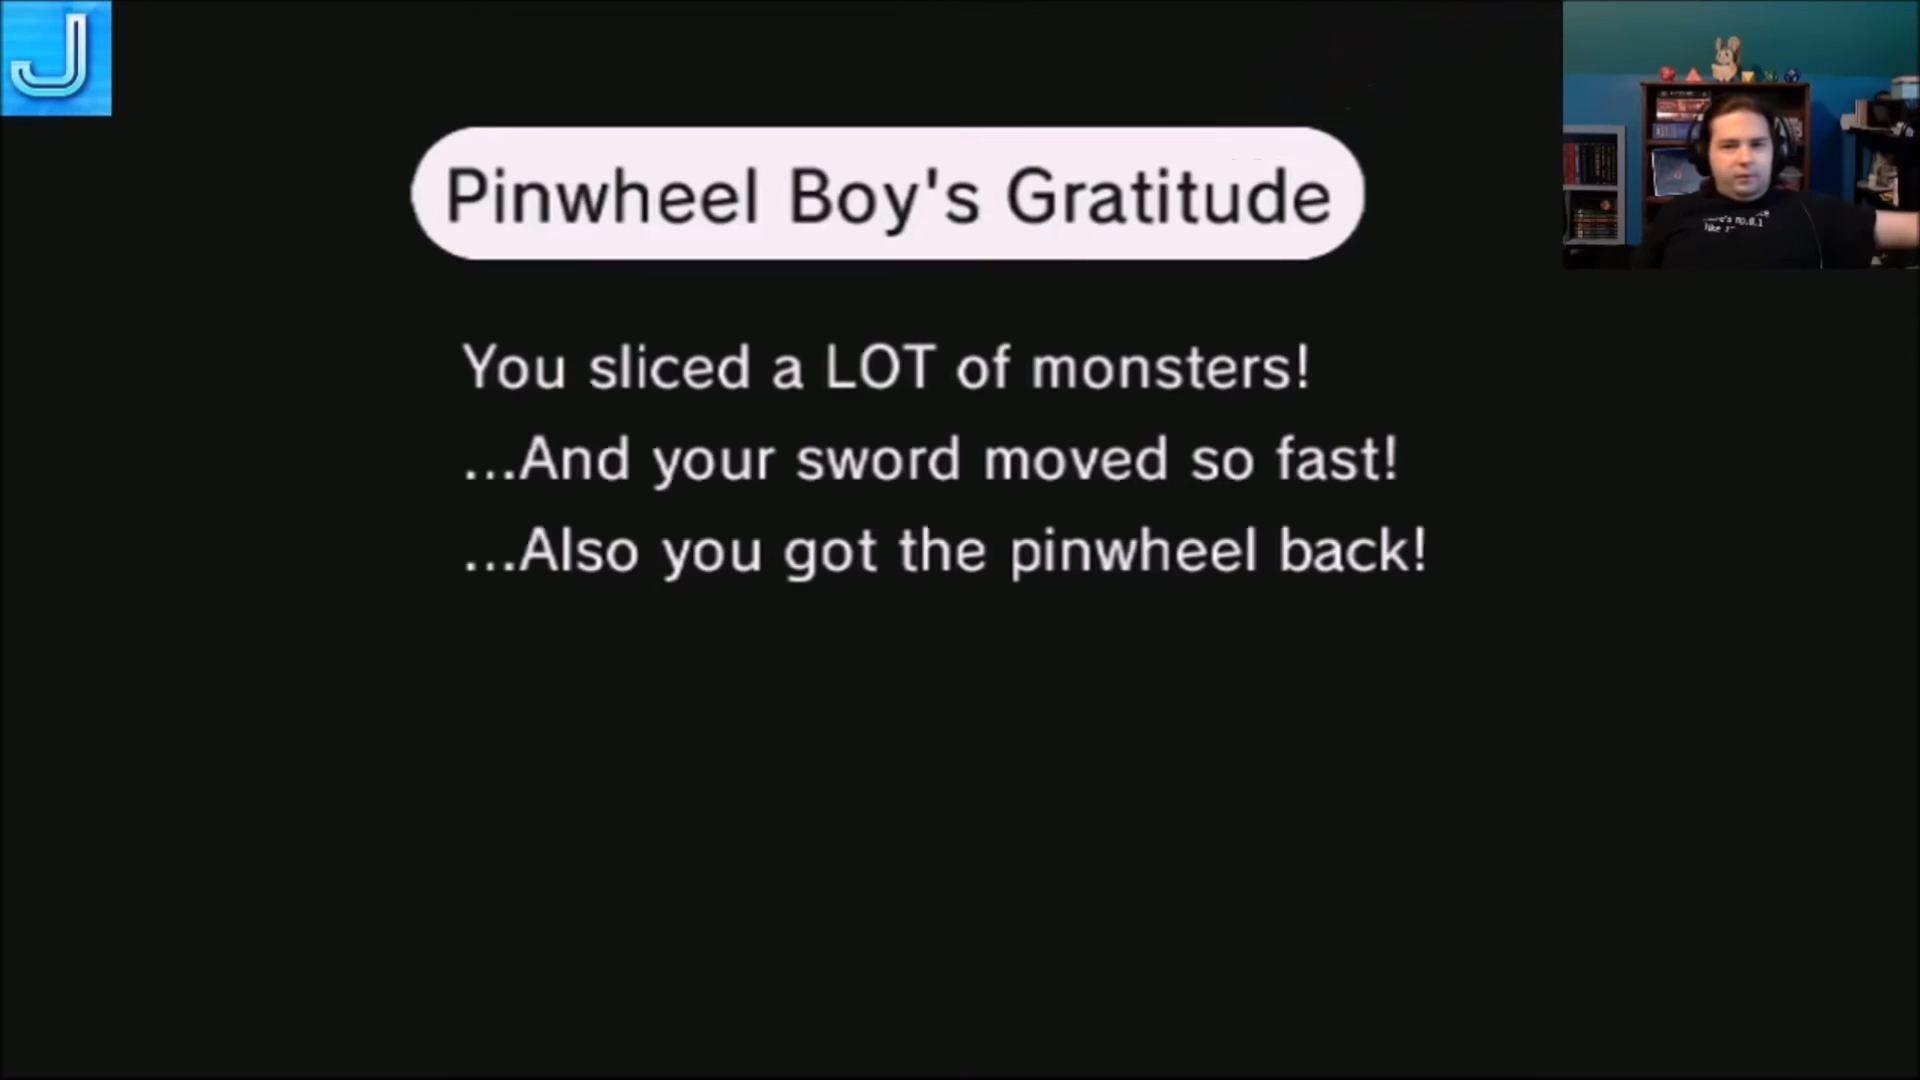 J
Pinwheel Boy's Gratitude
You sliced a LOT of monsters!
...And your sword moved so fast!
...Also you got the pinwheel back!